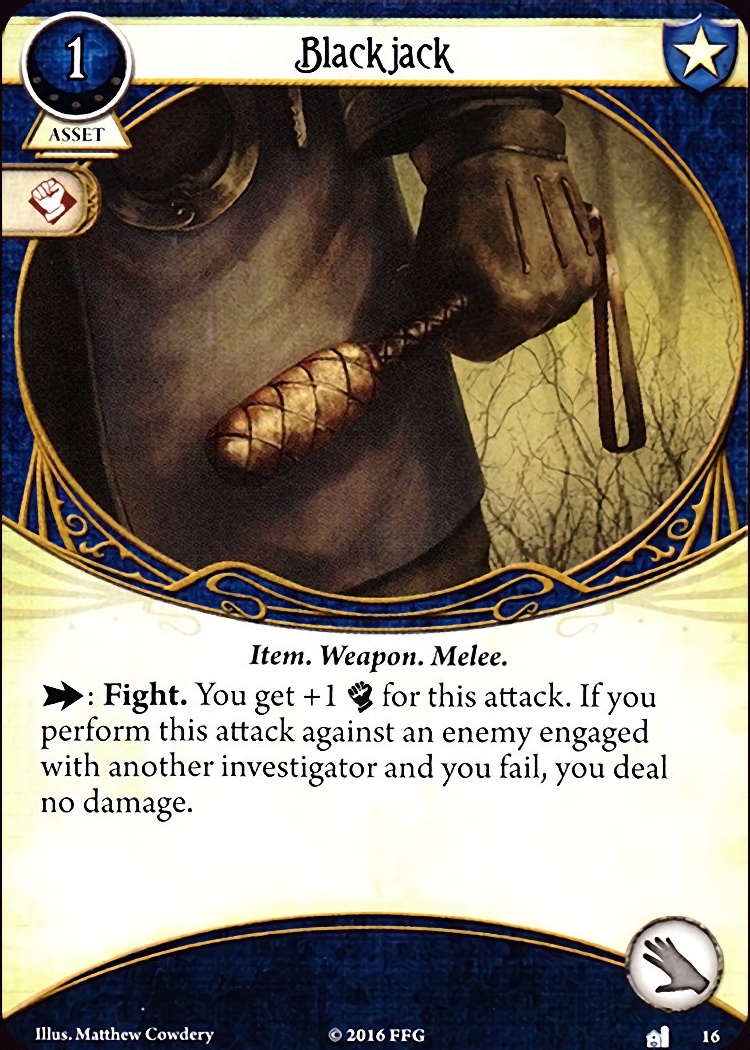 1
Blackjack
ASSET
Item. Weapon. Melee.
: Fight. You get +1 for this attack. If you
perform this attack against an enemy engaged
with another investigator and you fail, you deal
no damage.
Illus. Matthew Cowdery
© 2016 FFG
16